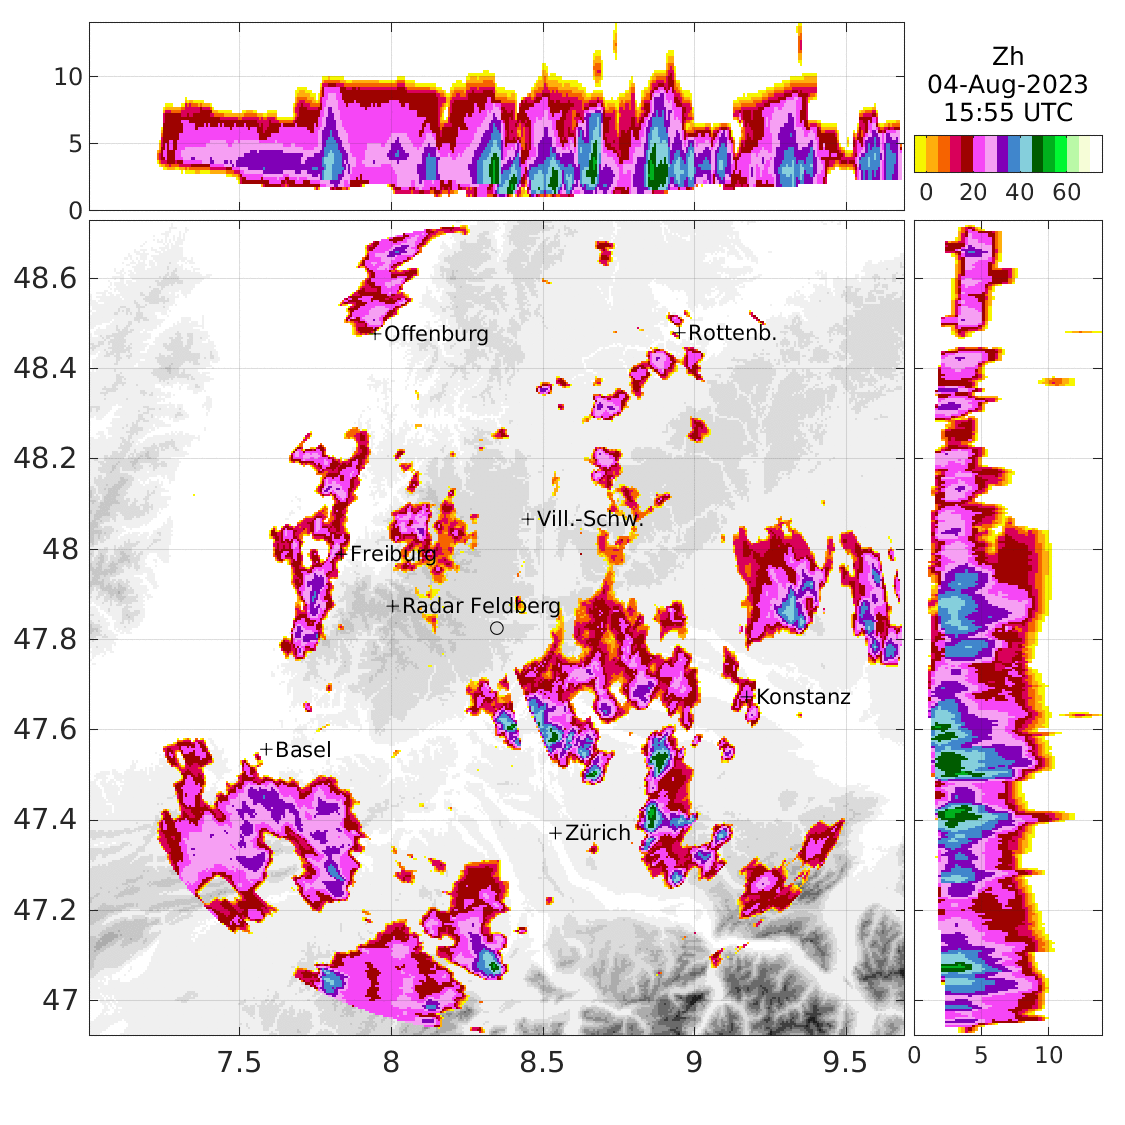 10
5
0
Zh
04-Aug-2023
15:55 UTC
0 20 40 60
48.6
48.4
48.2
48
47.8
47.6
47.4
47.2
47
+Offenburg
+Rottenb.
+Vill.-Schw.
+Freiburg
+Radar Feldberg
+Konstanz
+Basel
+Zürich
7.5 8 8.5 9 9.5
0 5 10